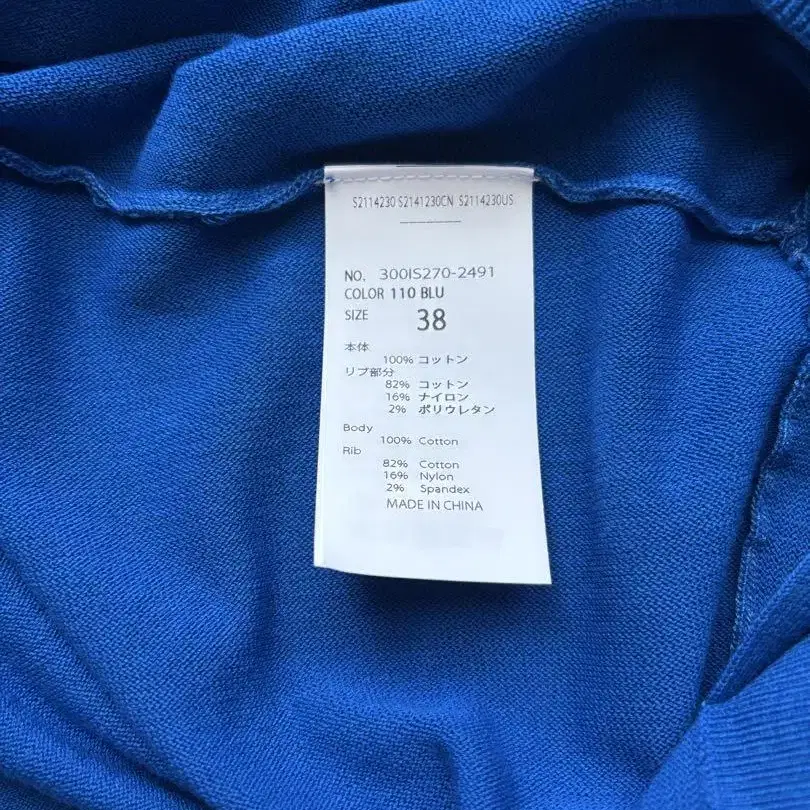 S2114230 S2141230CN S2114230US
NO. 300IS270-2491
COLOR 110 BLU
SIZE 38
本体
100% コットン
リブ部分
82% コットン
16% ナイロン
2% ポリウレタン
Body
100% Cotton
Rib
82% Cotton
16% Nylon
2% Spandex
MADE IN CHINA